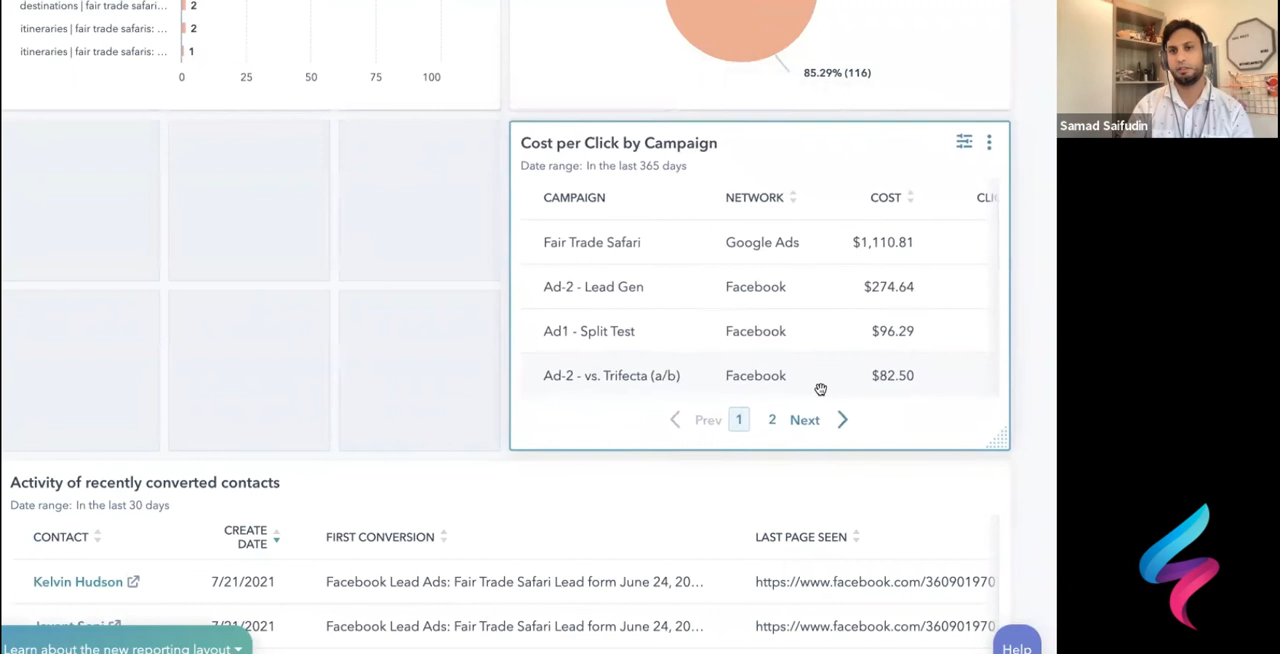 destinations | fair trade safari... 2
itineraries | fair trade safaris: ... 2
itineraries | fair trade safaris: ... 1
0 25 50 75 100
85.29% (116)
Samad Saifudin
Cost per Click by Campaign
Date range: In the last 365 days
CAMPAIGN NETWORK COST CLIC
Fair Trade Safari Google Ads $1,110.81
Ad-2 - Lead Gen Facebook $274.64
Ad1 - Split Test Facebook $96.29
Ad-2 - vs. Trifecta (a/b) Facebook $82.50
Prev 1 2 Next
Activity of recently converted contacts
Date range: In the last 30 days
CONTACT CREATE DATE FIRST CONVERSION LAST PAGE SEEN
Kelvin Hudson 7/21/2021 Facebook Lead Ads: Fair Trade Safari Lead form June 24, 20... https://www.facebook.com/360901970
7/21/2021 Facebook Lead Ads: Fair Trade Safari Lead form June 24, 20... https://www.facebook.com/360901970
Learn about the new reporting layout
Help